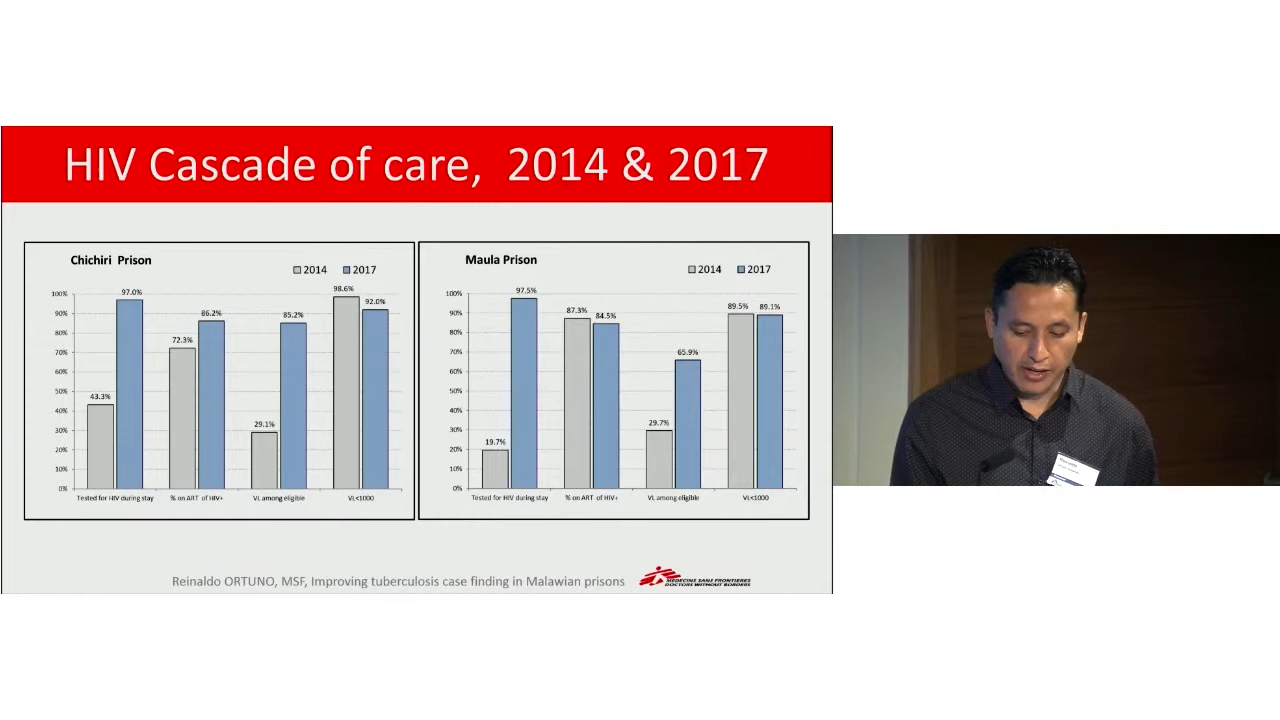 HIV Cascade of care, 2014 & 2017
Chichiri Prison
2014 2017
100%
90%
80%
70%
60%
50%
40%
30%
20%
10%
0%
43.3%
97.0%
72.3%
86.2%
29.1%
85.2%
98.6%
92.0%
Tested for HIV during stay
% on ART of HIV+
VL among eligible
VL<1000
Maula Prison
2014 2017
100%
90%
80%
70%
60%
50%
40%
30%
20%
10%
0%
19.7%
97.5%
87.3%
84.5%
29.7%
65.9%
89.5%
89.1%
Tested for HIV during stay
% on ART of HIV+
VL among eligible
VL<1000
Reinaldo ORTUNO, MSF, Improving tuberculosis case finding in Malawian prisons
MEDECINS SANS FRONTIERES
DOCTORS WITHOUT BORDERS